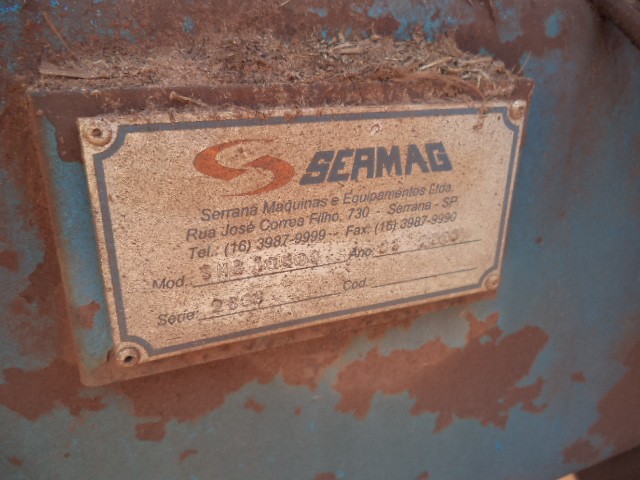 SERMAG
Serrana Maquinas e Equipamentos Ltda.
Rua José Correa Filho, 730 - Serrana - SP
Tel.: (16) 3987-9999 - Fax: (16) 3987-9990
Mod. Ano
Série: Cód.